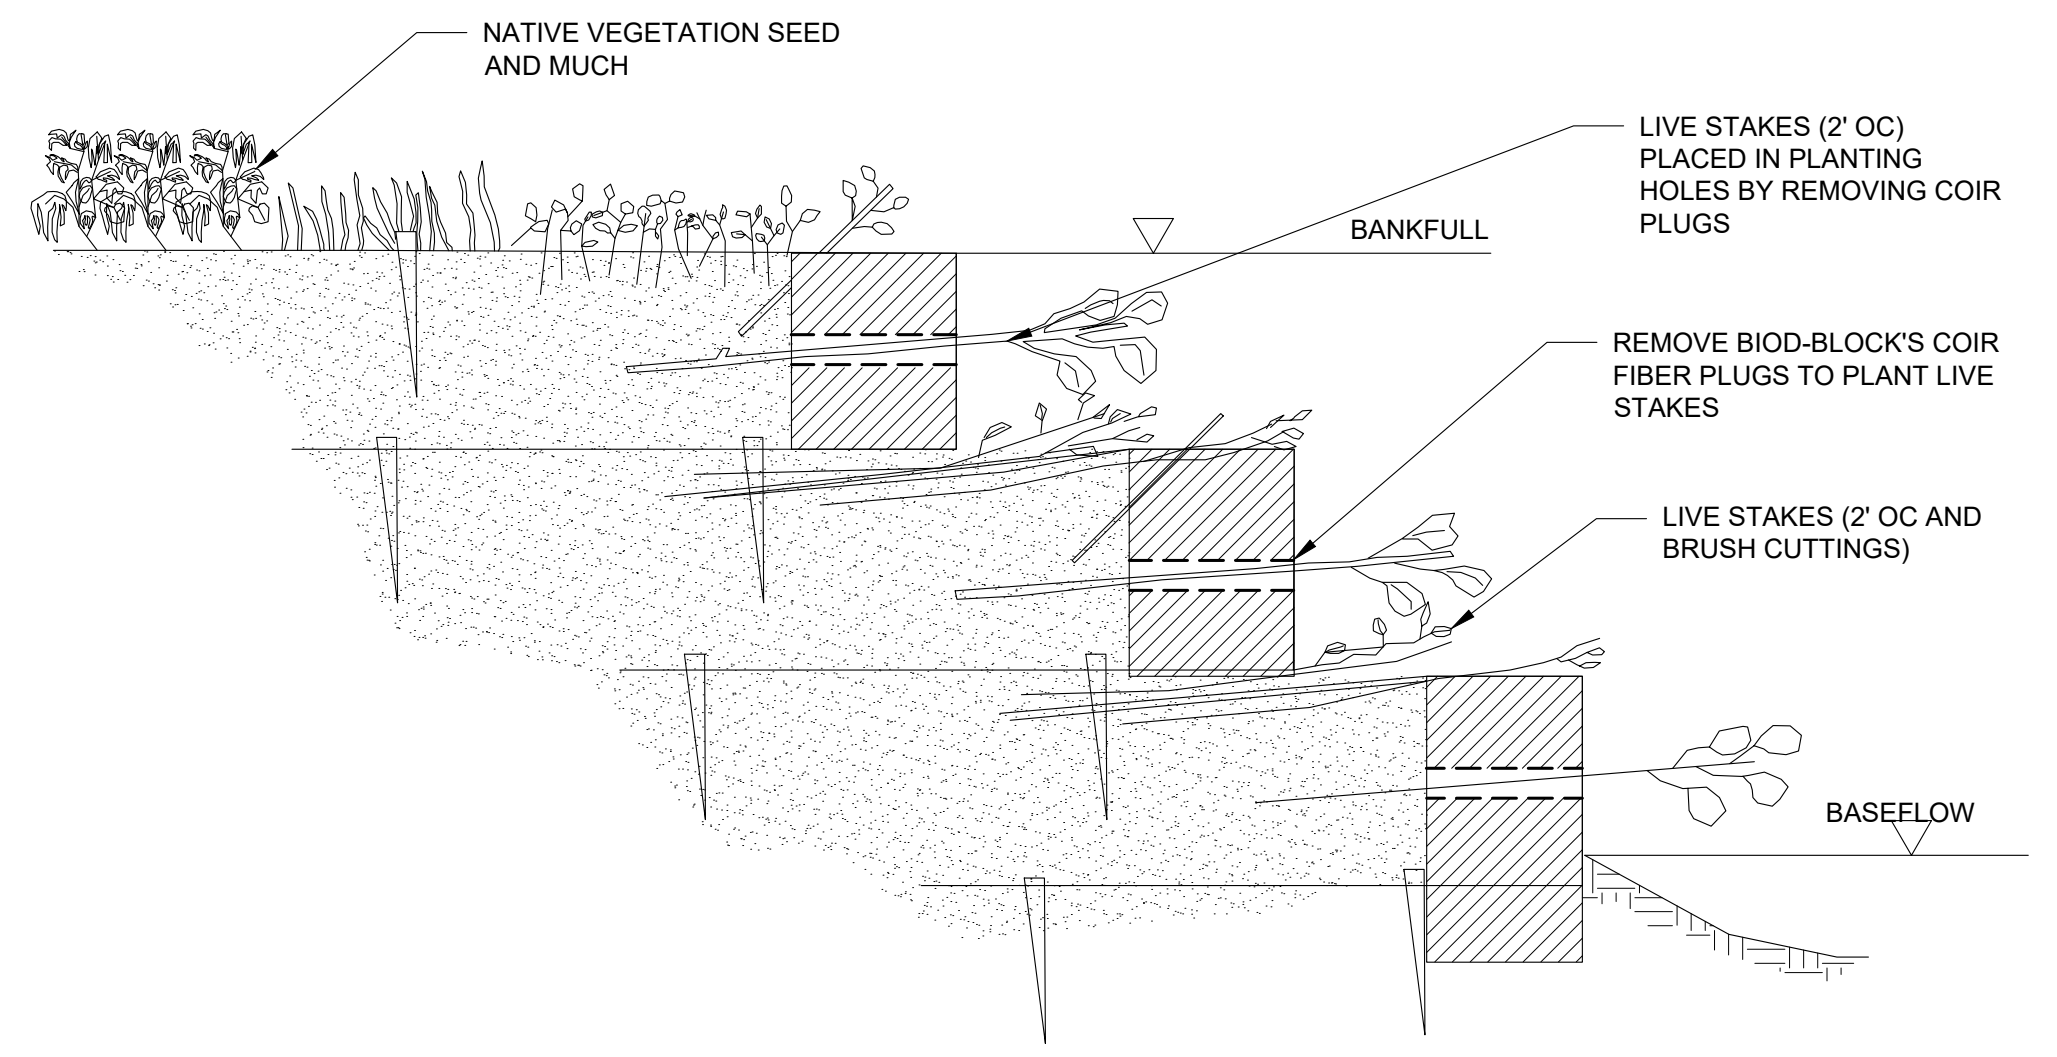 NATIVE VEGETATION SEED
AND MUCH
LIVE STAKES (2' OC)
PLACED IN PLANTING
HOLES BY REMOVING COIR
PLUGS
BANKFULL
REMOVE BIOD-BLOCK'S COIR
FIBER PLUGS TO PLANT LIVE
STAKES
LIVE STAKES (2' OC AND
BRUSH CUTTINGS)
BASEFLOW